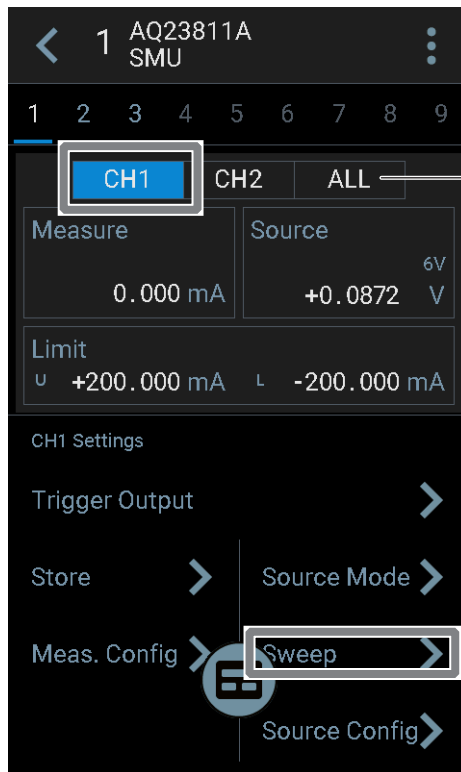 1 AQ23811A
SMU
1 2 3 4 5 6 7 8 9
CH1 CH2 ALL
Measure Source
6V
0.000 mA +0.0872 V
Limit
U +200.000 mA L -200.000 mA
CH1 Settings
Trigger Output
Store Source Mode
Meas. Config Sweep
Source Config